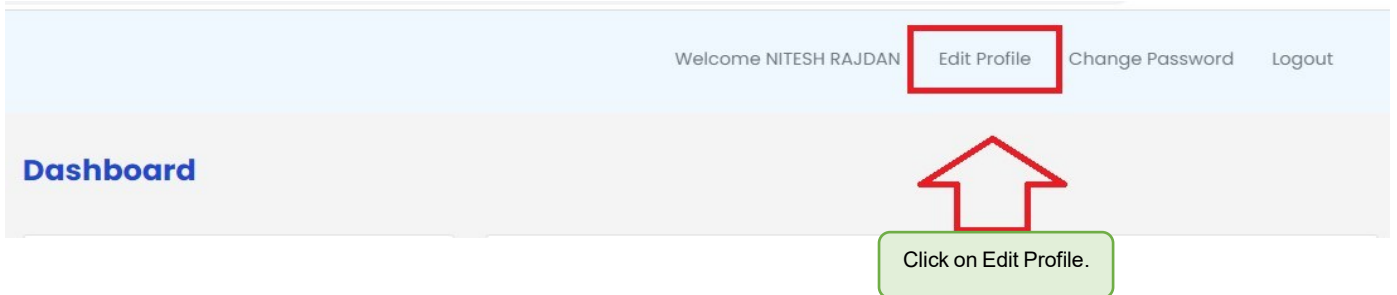 Welcome NITESH RAJDAN Edit Profile Change Password Logout
Dashboard
Click on Edit Profile.